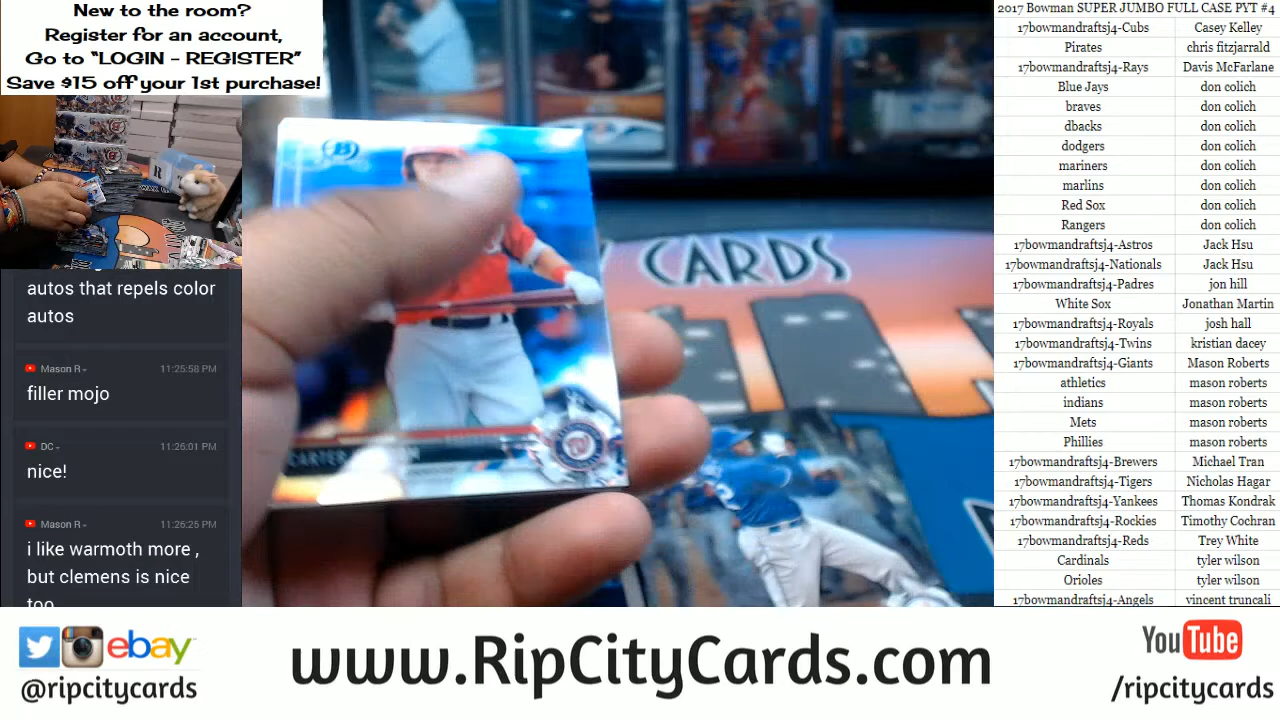 New to the room?
Register for an account,
Go to “LOGIN - REGISTER”
Save $15 off your 1st purchase!
autos that repels color
autos
Mason R
11:25:58 PM
filler mojo
DC
11:26:01 PM
nice!
Mason R
11:26:25 PM
i like warmoth more ,
but clemens is nice
too
CARDS
CARTER
W
2017 Bowman SUPER JUMBO FULL CASE PYT #4
17bowmandraftsj4-Cubs Casey Kelley
Pirates chris fitzjarrald
17bowmandraftsj4-Rays Davis McFarlane
Blue Jays don colich
braves don colich
dbacks don colich
dodgers don colich
mariners don colich
marlins don colich
Red Sox don colich
Rangers don colich
17bowmandraftsj4-Astros Jack Hsu
17bowmandraftsj4-Nationals Jack Hsu
17bowmandraftsj4-Padres jon hill
White Sox Jonathan Martin
17bowmandraftsj4-Royals josh hall
17bowmandraftsj4-Twins kristian dacey
17bowmandraftsj4-Giants Mason Roberts
athletics mason roberts
indians mason roberts
Mets mason roberts
Phillies mason roberts
17bowmandraftsj4-Brewers Michael Tran
17bowmandraftsj4-Tigers Nicholas Hagar
17bowmandraftsj4-Yankees Thomas Kondrak
17bowmandraftsj4-Rockies Timothy Cochran
17bowmandraftsj4-Reds Trey White
Cardinals tyler wilson
Orioles tyler wilson
17bowmandraftsj4-Angels vincent truncali
ebay
@ripcitycards
www.RipCityCards.com
YouTube
/ripcitycards